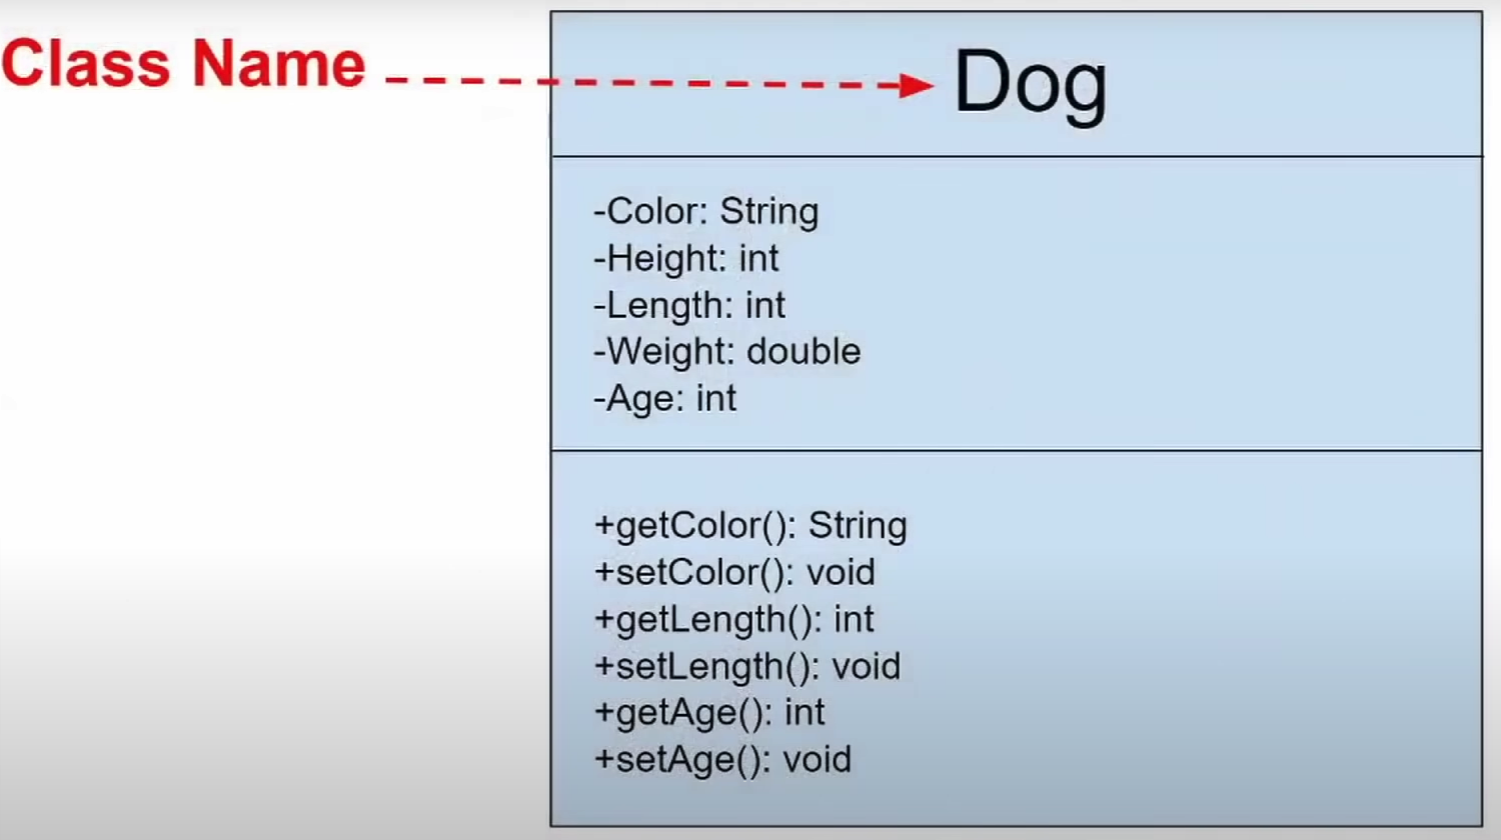 Class Name
Dog
-Color: String
-Height: int
-Length: int
-Weight: double
-Age: int
+getColor(): String
+setColor(): void
+getLength(): int
+setLength(): void
+getAge(): int
+setAge(): void